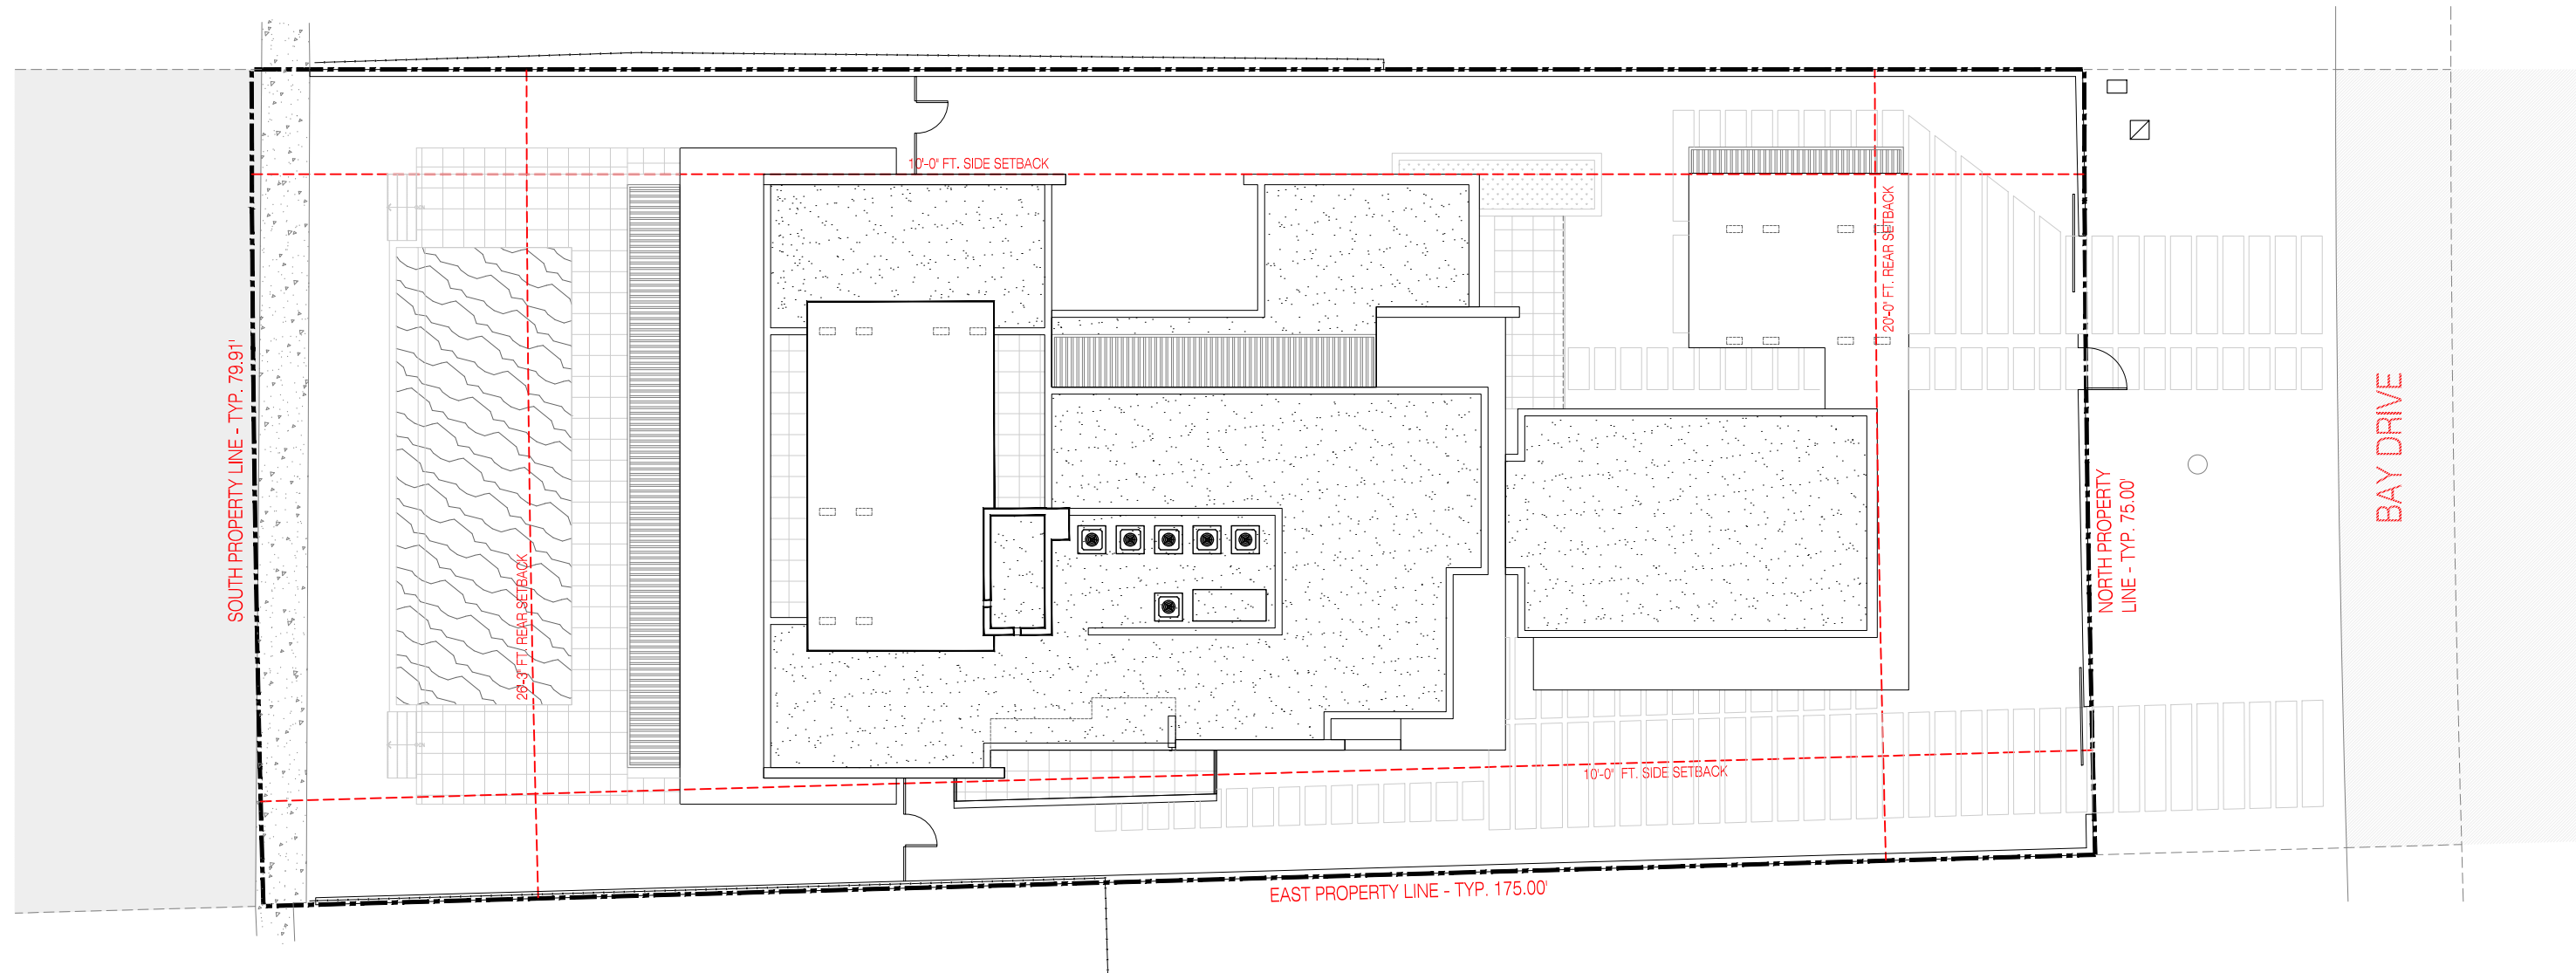 10'-0" FT. SIDE SETBACK
20'-0" FT. REAR SETBACK
SOUTH PROPERTY LINE - TYP. 79.91'
BAY DRIVE
NORTH PROPERTY
LINE - TYP. 75.00'
26'-3" FT. REAR SETBACK
10'-0" FT. SIDE SETBACK
EAST PROPERTY LINE - TYP. 175.00'